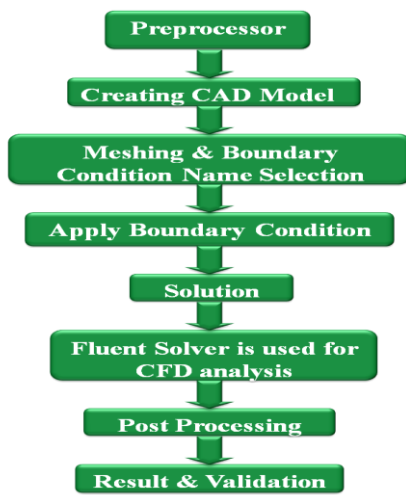 Preprocessor
Creating CAD Model
Meshing & Boundary
Condition Name Selection
Apply Boundary Condition
Solution
Fluent Solver is used for
CFD analysis
Post Processing
Result & Validation